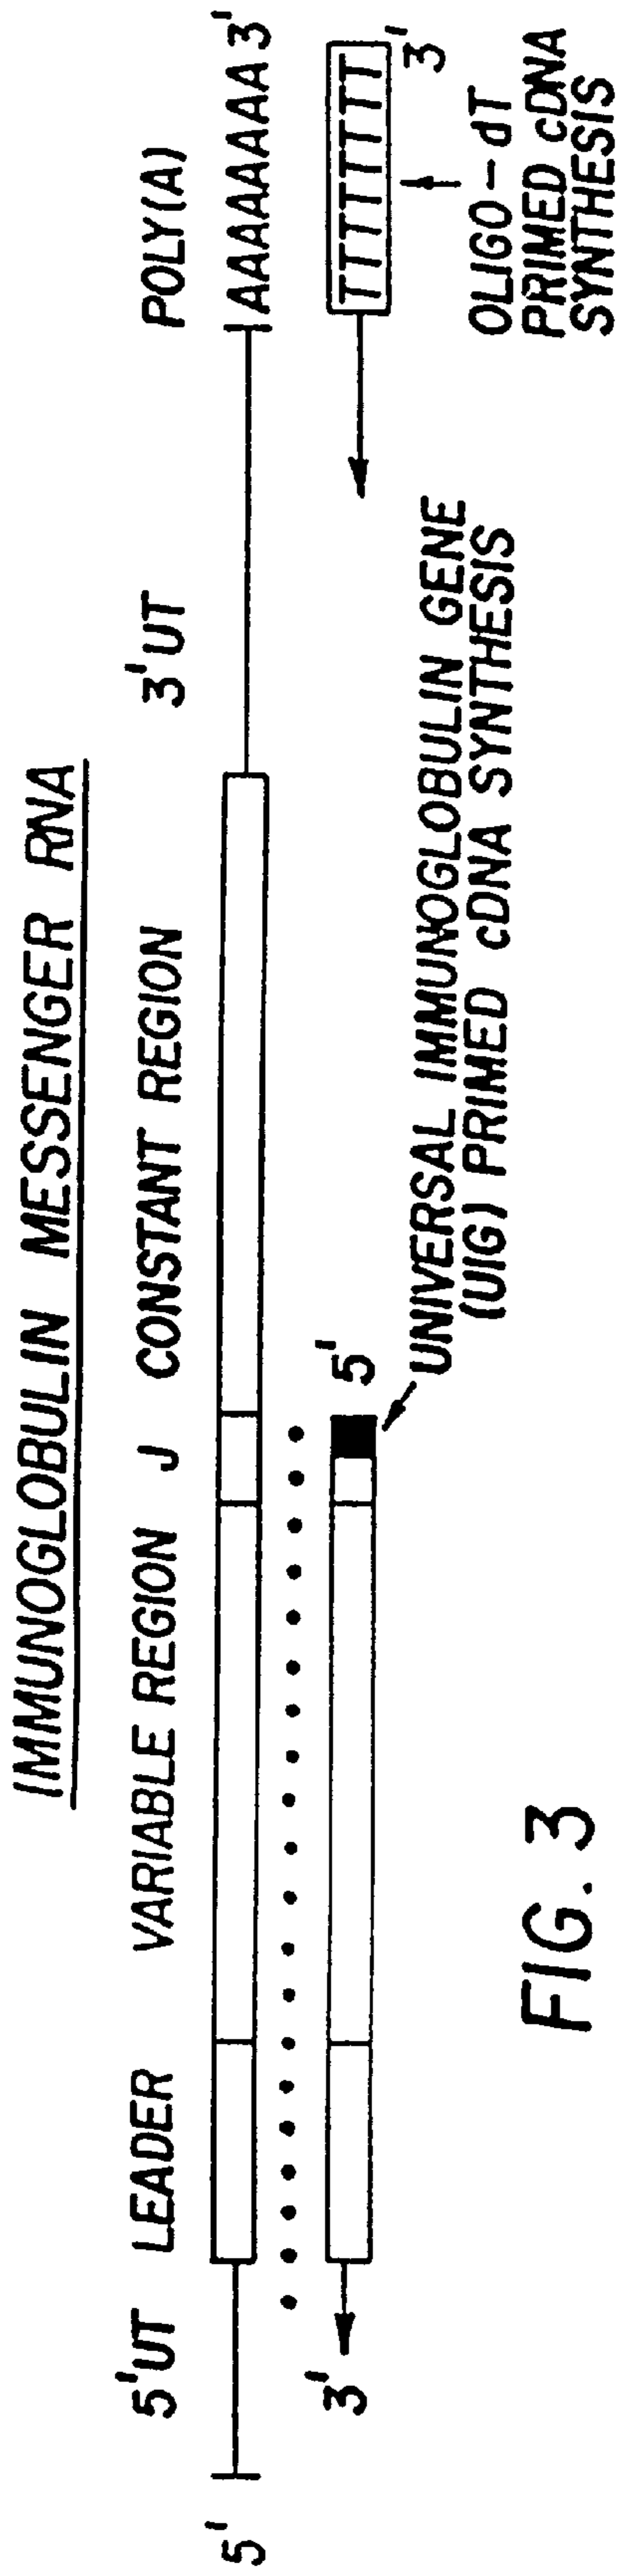 IMMUNOGLOBULIN MESSENGER RNA
5'UT LEADER VARIABLE REGION J CONSTANT REGION 3'UT POLY(A)
5' AAAAAAAAA 3'
3' 5' TTTTTTTT 3'
UNIVERSAL IMMUNOGLOBULIN GENE
(UIG) PRIMED cDNA SYNTHESIS
OLIGO-dT
PRIMED cDNA
SYNTHESIS
FIG. 3